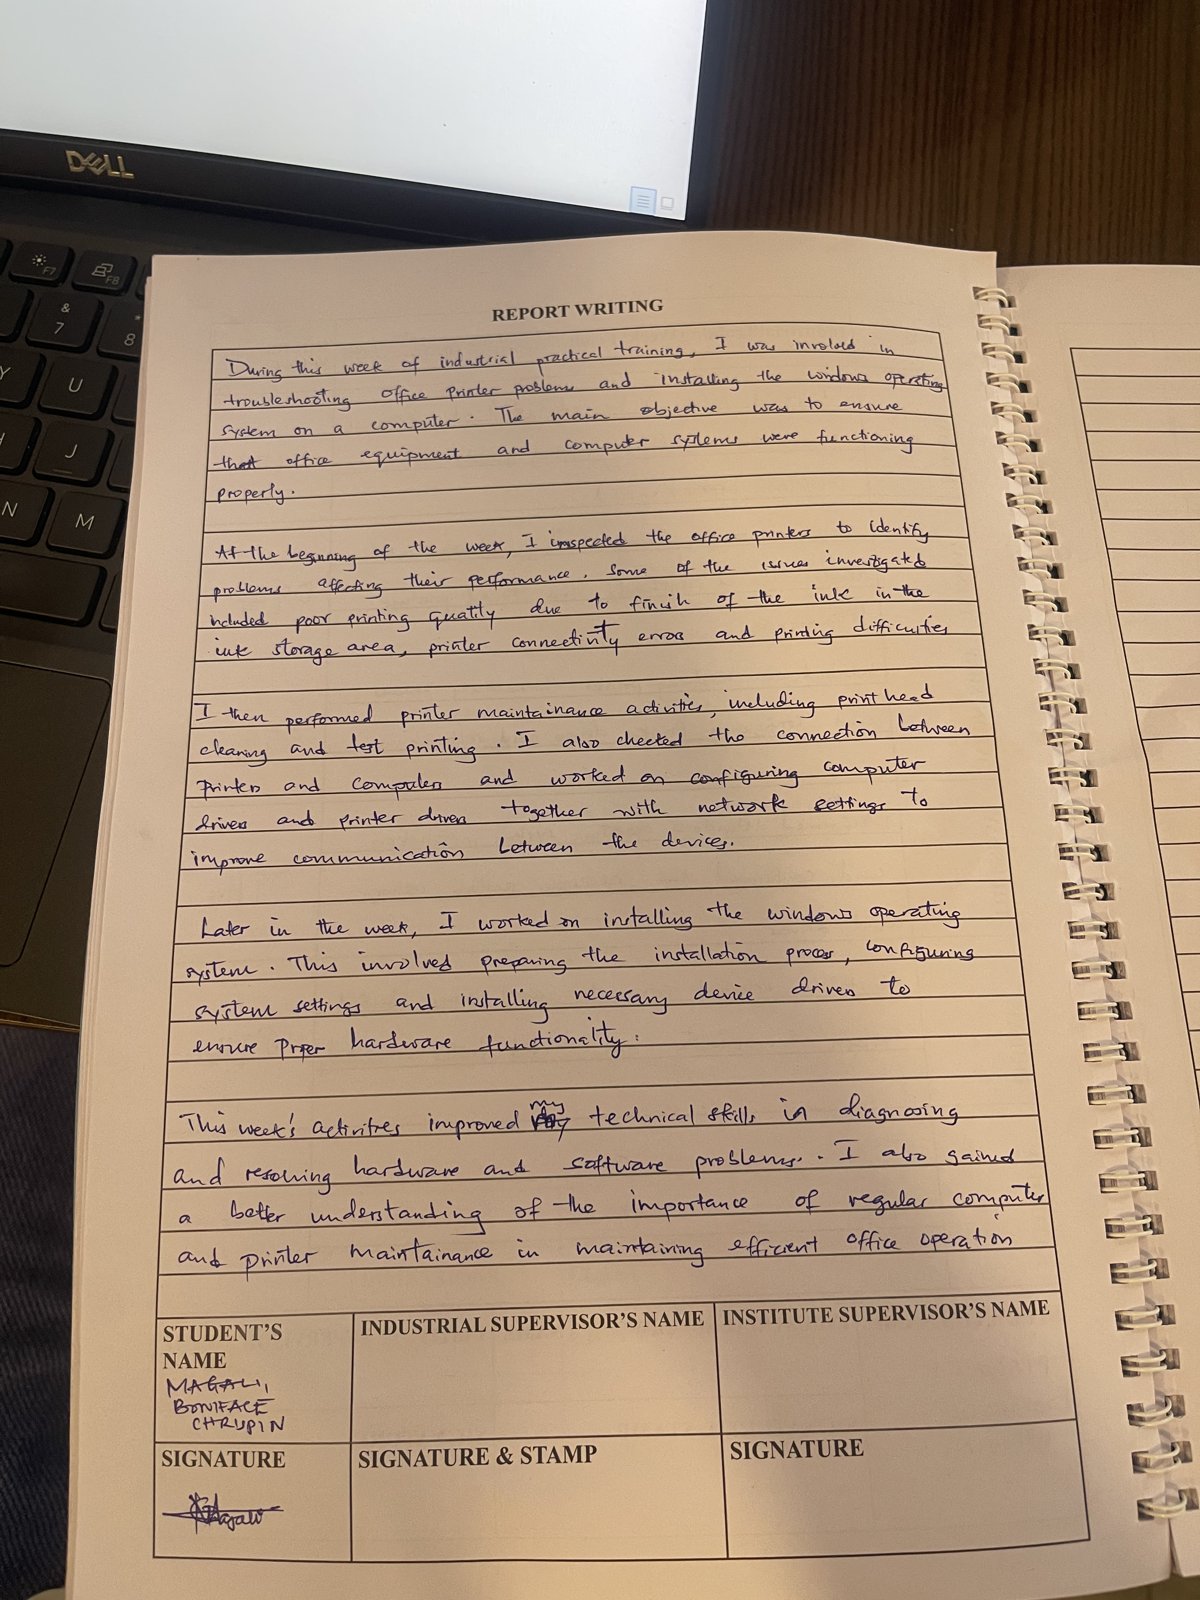 DELL
F7
F8
&
7
*
8
Y
U
H
J
N
M
REPORT WRITING
During this week of industrial practical training, I was involved in
troubleshooting office printer problems and installing the windows operating
system on a computer. The main objective was to ensure
that office equipment and computer systems were functioning
properly.
At the beginning of the week, I inspected the office printers to identify
problems affecting their performance. Some of the issues investigated
included poor printing quality due to finish of the ink in the
ink storage area, printer connectivity errors and printing difficulties
I then performed printer maintainance activities, including print head
cleaning and test printing. I also checked the connection between
printers and computers and worked on configuring computer
drivers and printer drivers together with network settings to
improve communication between the devices.
Later in the week, I worked on installing the windows operating
system. This involved preparing the installation process, configuring
system settings and installing necessary device drivers to
ensure proper hardware functionality.
This week's activities improved my technical skills in diagnosing
and resolving hardware and software problems. I also gained
a better understanding of the importance of regular computer
and printer maintainance in maintaining efficient office operation
STUDENT'S NAME
MAGALI,
BONIFACE
CHRUPIN
INDUSTRIAL SUPERVISOR'S NAME
INSTITUTE SUPERVISOR'S NAME
SIGNATURE
SIGNATURE & STAMP
SIGNATURE